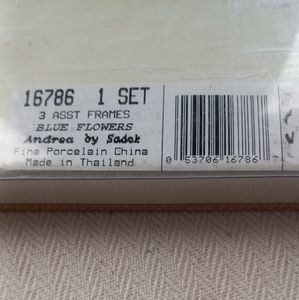 16786 1 SET
3 ASST FRAMES
BLUE FLOWERS
Andrea by Sadek
Fine Porcelain China
Made in Thailand
0 53706 16786 7